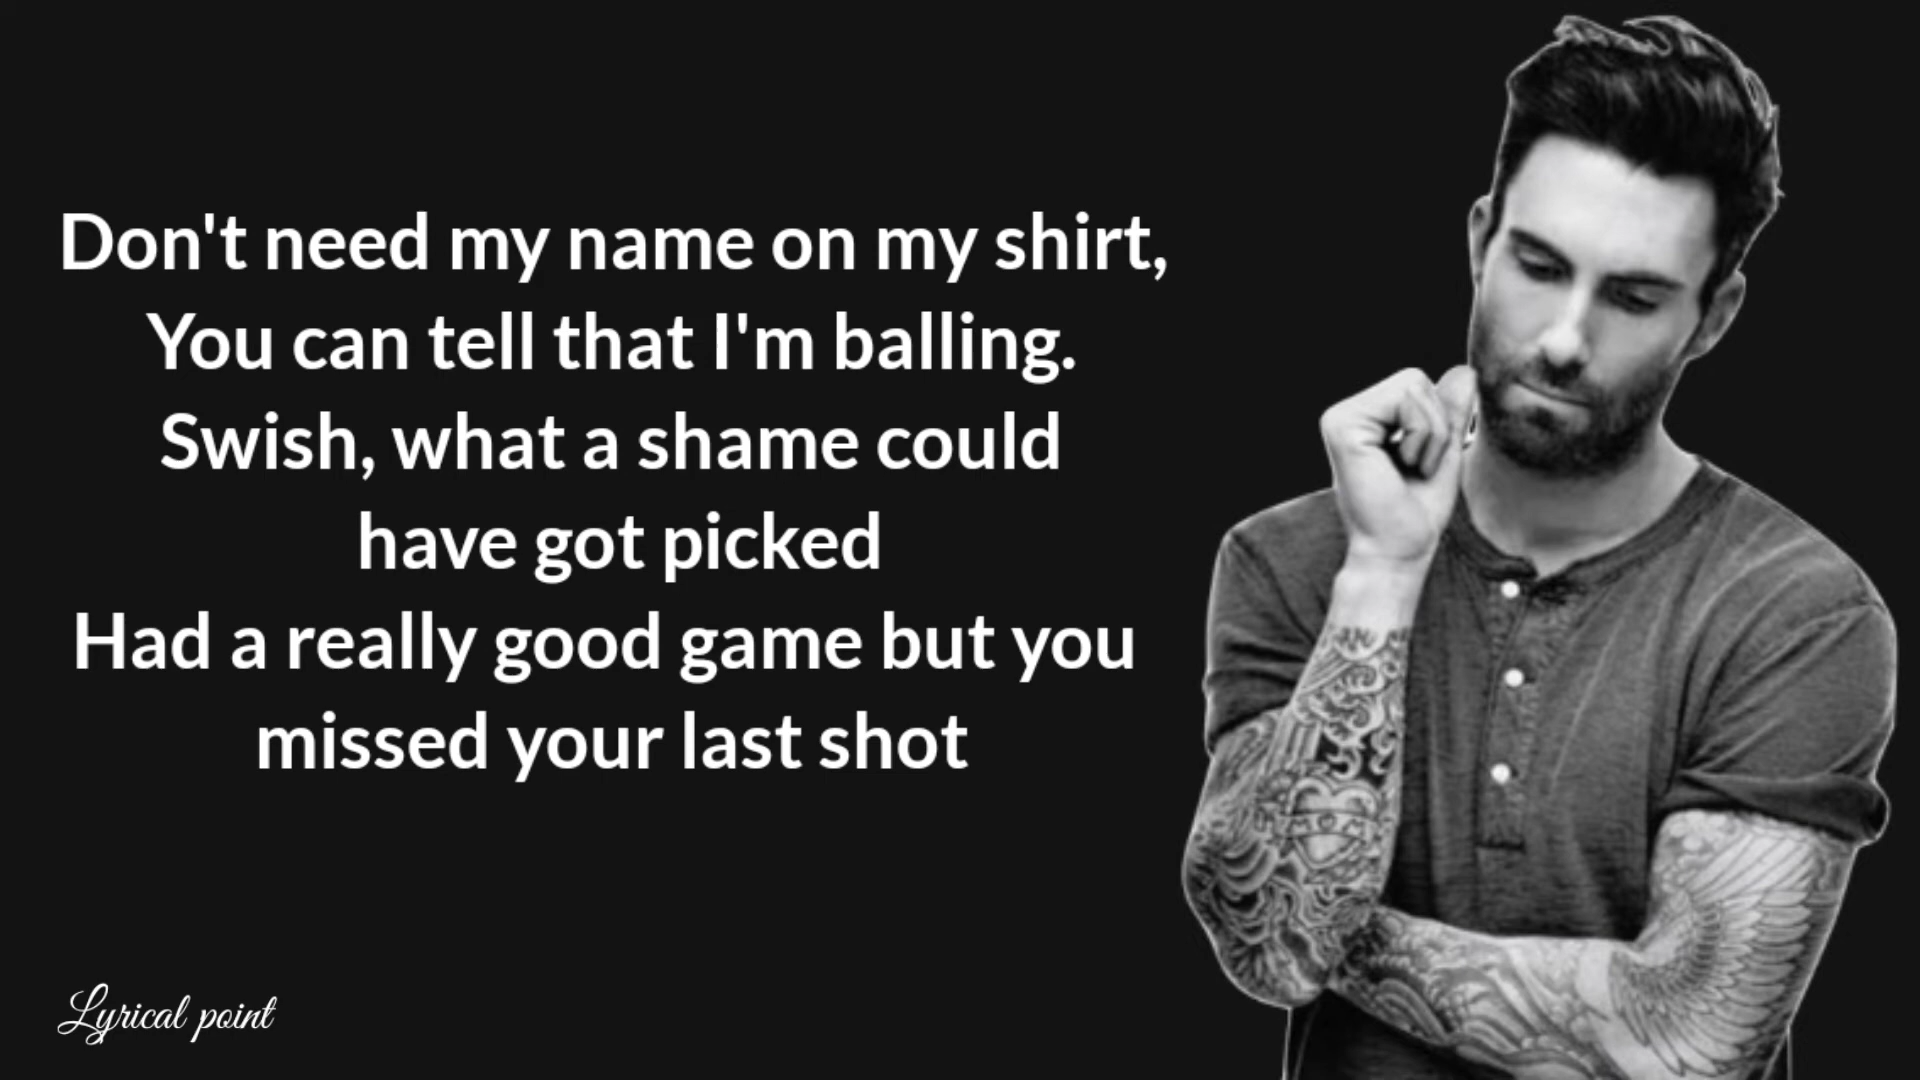 Don't need my name on my shirt,
You can tell that I'm balling.
Swish, what a shame could
have got picked
Had a really good game but you
missed your last shot
MOM
Lyrical point